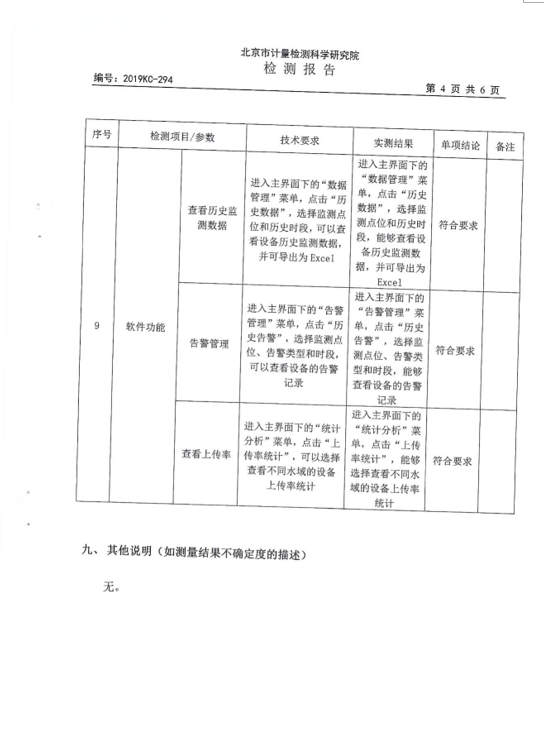 北京市计量检测科学研究院
检 测 报 告
编号：2019KC-294
第 4 页 共 6 页
序号
检测项目/参数
技术要求
实测结果
单项结论
备注
9
软件功能
查看历史监
测数据
进入主界面下的“数据
管理”菜单，点击“历
史数据”，选择监测点
位和历史时段，可以查
看设备历史监测数据，
并可导出为 Excel
进入主界面下的
“数据管理”菜
单，点击“历史
数据”，选择监
测点位和历史时
段，能够查看设
备历史监测数
据，并可导出为
Excel
符合要求
告警管理
进入主界面下的“告警
管理”菜单，点击“历
史告警”，选择监测点
位、告警类型和时段，
可以查看设备的告警
记录
进入主界面下的
“告警管理”菜
单，点击“历史
告警”，选择监
测点位、告警类
型和时段，能够
查看设备的告警
记录
符合要求
查看上传率
进入主界面下的“统计
分析”菜单，点击“上
传率统计”，可以选择
查看不同水域的设备
上传率统计
进入主界面下的
“统计分析”菜
单，点击“上传
率统计”，能够
选择查看不同水
域的设备上传率
统计
符合要求
九、其他说明（如测量结果不确定度的描述）
无。